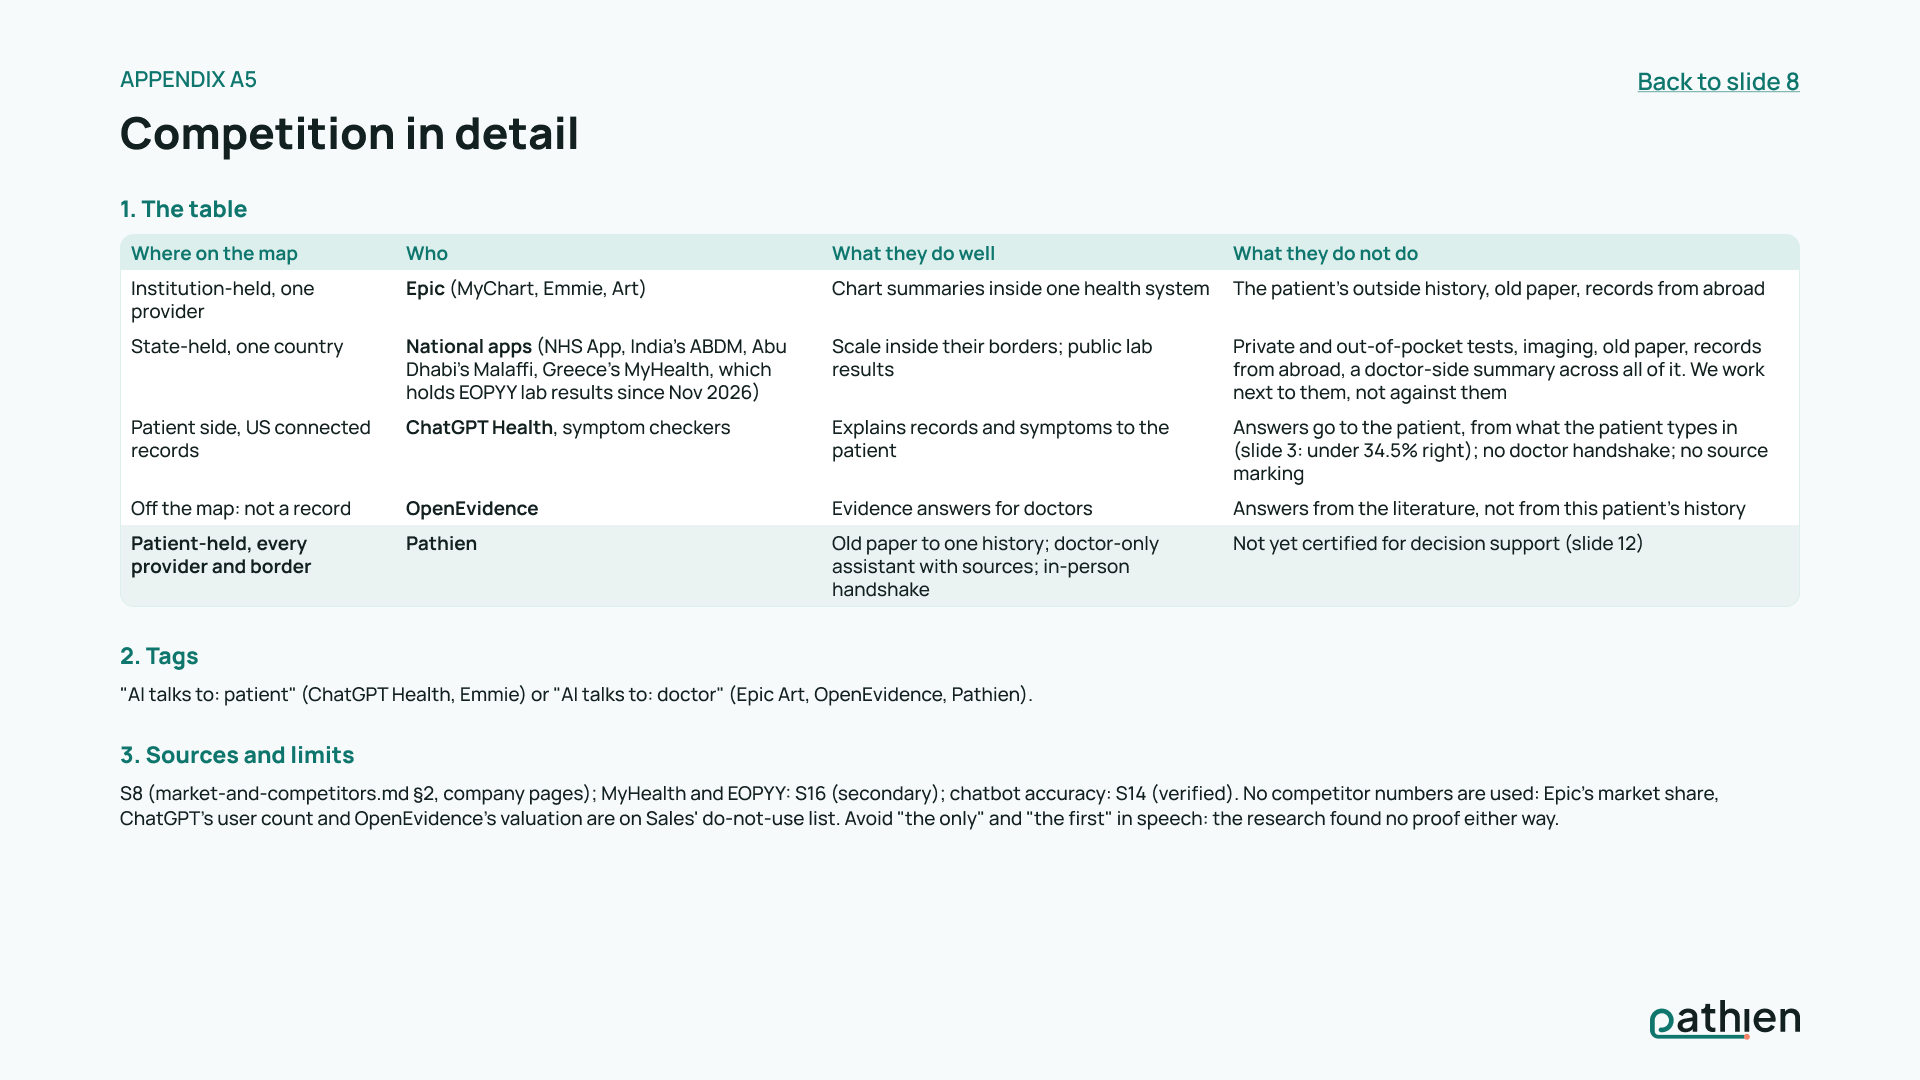 APPENDIX A5
Back to slide 8
Competition in detail
1. The table
Where on the map	Who	What they do well	What they do not do
Institution-held, one
provider
Epic (MyChart, Emmie, Art)
Chart summaries inside one health system
The patient's outside history, old paper, records from abroad
State-held, one country
National apps (NHS App, India's ABDM, Abu
Dhabi's Malaffi, Greece's MyHealth, which
holds EOPYY lab results since Nov 2026)
Scale inside their borders; public lab
results
Private and out-of-pocket tests, imaging, old paper, records
from abroad, a doctor-side summary across all of it. We work
next to them, not against them
Patient side, US connected
records
ChatGPT Health, symptom checkers
Explains records and symptoms to the
patient
Answers go to the patient, from what the patient types in
(slide 3: under 34.5% right); no doctor handshake; no source
marking
Off the map: not a record
OpenEvidence
Evidence answers for doctors
Answers from the literature, not from this patient's history
Patient-held, every
provider and border
Pathien
Old paper to one history; doctor-only
assistant with sources; in-person
handshake
Not yet certified for decision support (slide 12)
2. Tags
"AI talks to: patient" (ChatGPT Health, Emmie) or "AI talks to: doctor" (Epic Art, OpenEvidence, Pathien).
3. Sources and limits
S8 (market-and-competitors.md §2, company pages); MyHealth and EOPYY: S16 (secondary); chatbot accuracy: S14 (verified). No competitor numbers are used: Epic's market share,
ChatGPT's user count and OpenEvidence's valuation are on Sales' do-not-use list. Avoid "the only" and "the first" in speech: the research found no proof either way.
pathien